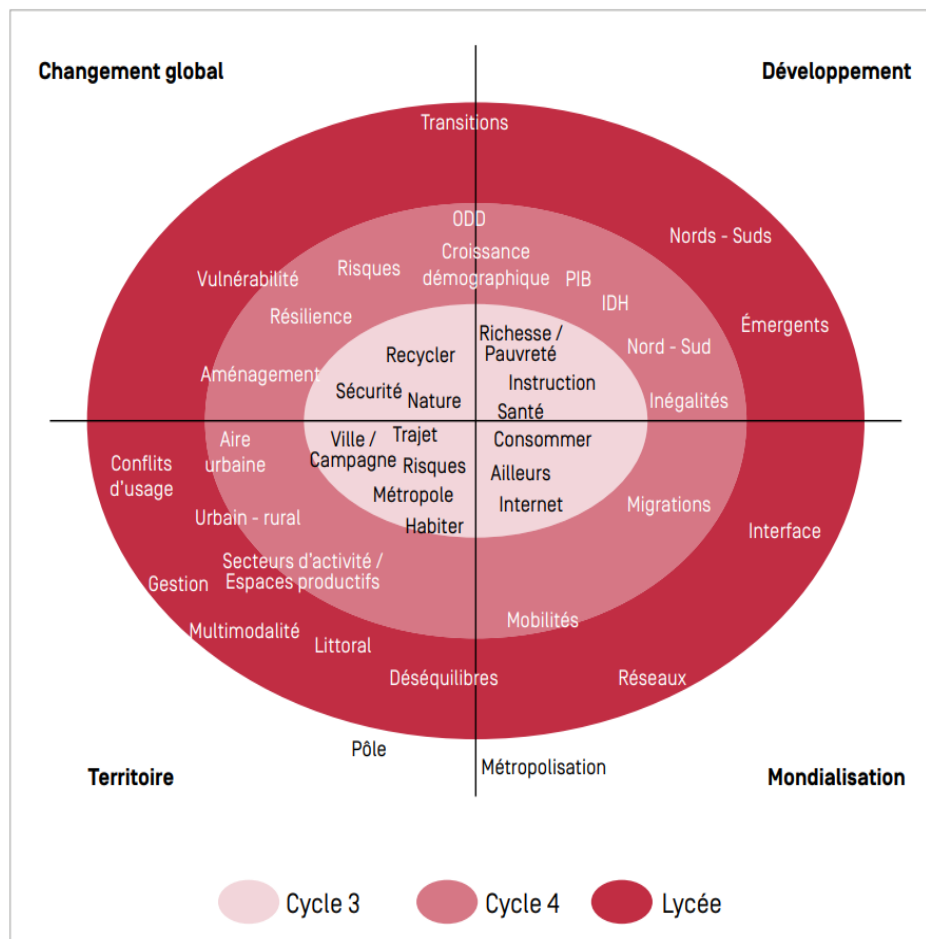 Changement global
Développement
Transitions
ODD
Nords - Suds
Croissance
démographique
Risques
Vulnérabilité
PIB
IDH
Résilience
Émergents
Richesse /
Pauvreté
Nord - Sud
Recycler
Aménagement
Instruction
Sécurité
Nature
Inégalités
Santé
Aire
urbaine
Ville /
Campagne
Trajet
Consommer
Conflits
d'usage
Risques
Ailleurs
Métropole
Internet
Migrations
Urbain - rural
Habiter
Interface
Secteurs d'activité /
Espaces productifs
Gestion
Mobilités
Multimodalité
Littoral
Déséquilibres
Réseaux
Pôle
Métropolisation
Territoire
Mondialisation
Cycle 3
Cycle 4
Lycée